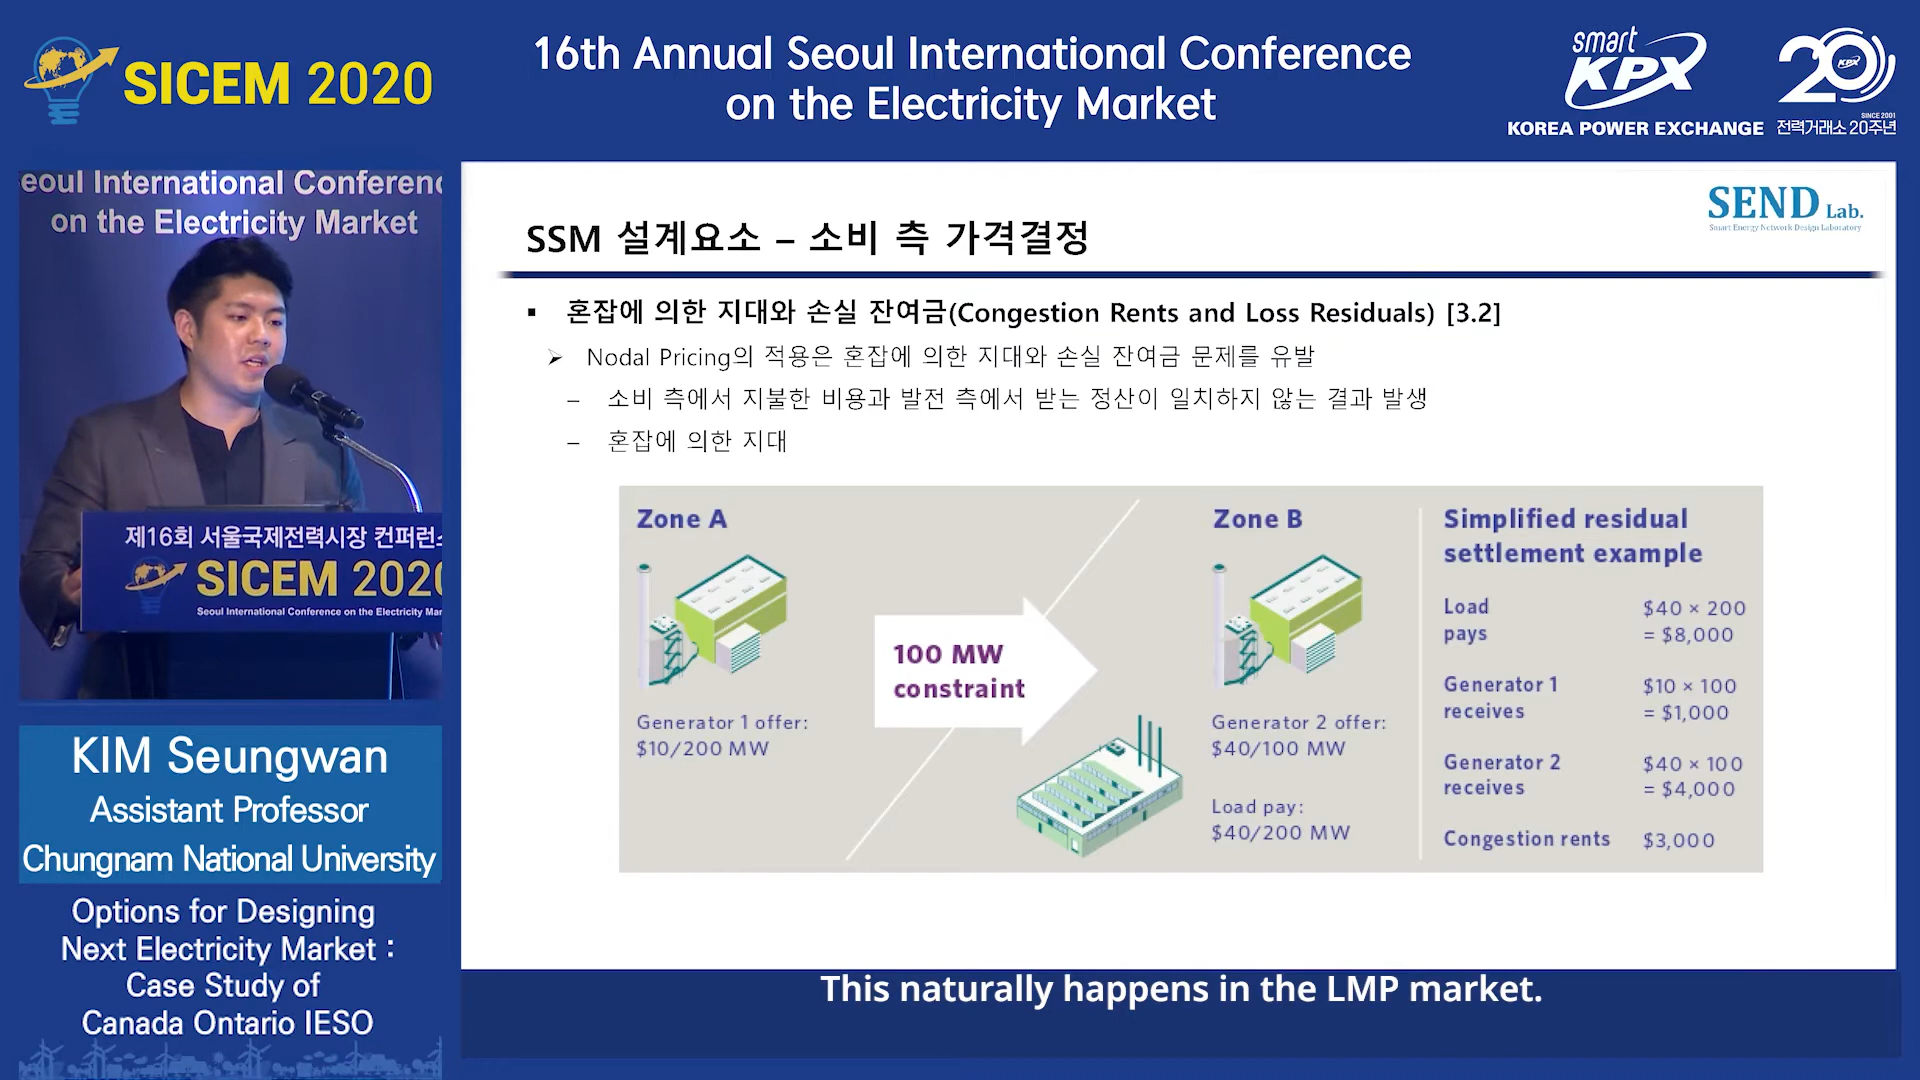 SICEM 2020
16th Annual Seoul International Conference
on the Electricity Market
smart
KPX
KOREA POWER EXCHANGE
20
KPX
SINCE 2001
전력거래소 20주년
eoul International Conferenc
on the Electricity Market
제16회 서울국제전력시장 컨퍼런스
SICEM 2020
Seoul International Conference on the Electricity Mar
KIM Seungwan
Assistant Professor
Chungnam National University
Options for Designing
Next Electricity Market :
Case Study of
Canada Ontario IESO
SEND Lab.
Smart Energy Network Design Laboratory
SSM 설계요소 – 소비 측 가격결정
▪ 혼잡에 의한 지대와 손실 잔여금(Congestion Rents and Loss Residuals) [3.2]
➢ Nodal Pricing의 적용은 혼잡에 의한 지대와 손실 잔여금 문제를 유발
– 소비 측에서 지불한 비용과 발전 측에서 받는 정산이 일치하지 않는 결과 발생
– 혼잡에 의한 지대
Zone A
Generator 1 offer:
$10/200 MW
100 MW
constraint
Zone B
Generator 2 offer:
$40/100 MW
Load pay:
$40/200 MW
Simplified residual
settlement example
Load $40 × 200
pays = $8,000
Generator 1 $10 × 100
receives = $1,000
Generator 2 $40 × 100
receives = $4,000
Congestion rents $3,000
This naturally happens in the LMP market.